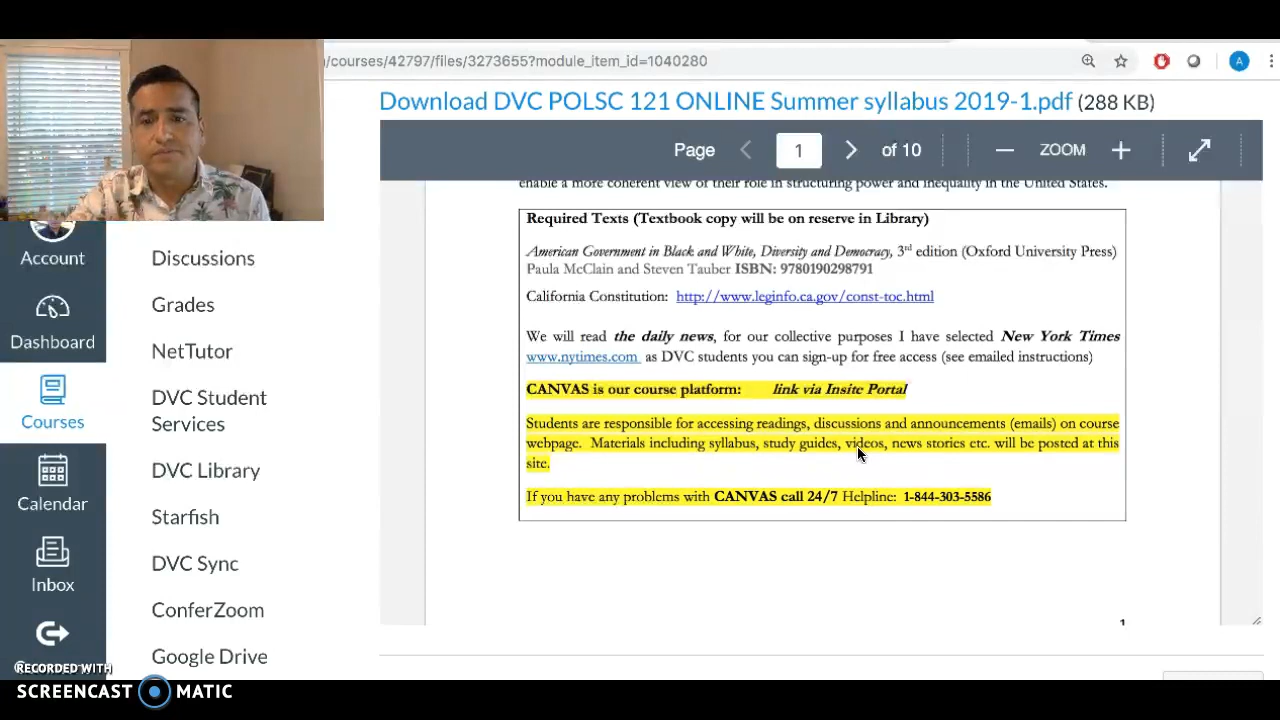 /courses/42797/files/3273655?module_item_id=1040280
A
Download DVC POLSC 121 ONLINE Summer syllabus 2019-1.pdf (288 KB)
Page 1 of 10 ZOOM
enable a more coherent view of their role in structuring power and inequality in the United States.
Required Texts (Textbook copy will be on reserve in Library)
American Government in Black and White, Diversity and Democracy, 3rd edition (Oxford University Press)
Paula McClain and Steven Tauber ISBN: 9780190298791
California Constitution: http://www.leginfo.ca.gov/const-toc.html
We will read the daily news, for our collective purposes I have selected New York Times
www.nytimes.com as DVC students you can sign-up for free access (see emailed instructions)
CANVAS is our course platform: link via Insite Portal
Students are responsible for accessing readings, discussions and announcements (emails) on course
webpage. Materials including syllabus, study guides, videos, news stories etc. will be posted at this
site.
If you have any problems with CANVAS call 24/7 Helpline: 1-844-303-5586
1
Account
Dashboard
Courses
Calendar
Inbox
Discussions
Grades
NetTutor
DVC Student
Services
DVC Library
Starfish
DVC Sync
ConferZoom
Google Drive
RECORDED WITH
SCREENCAST MATIC